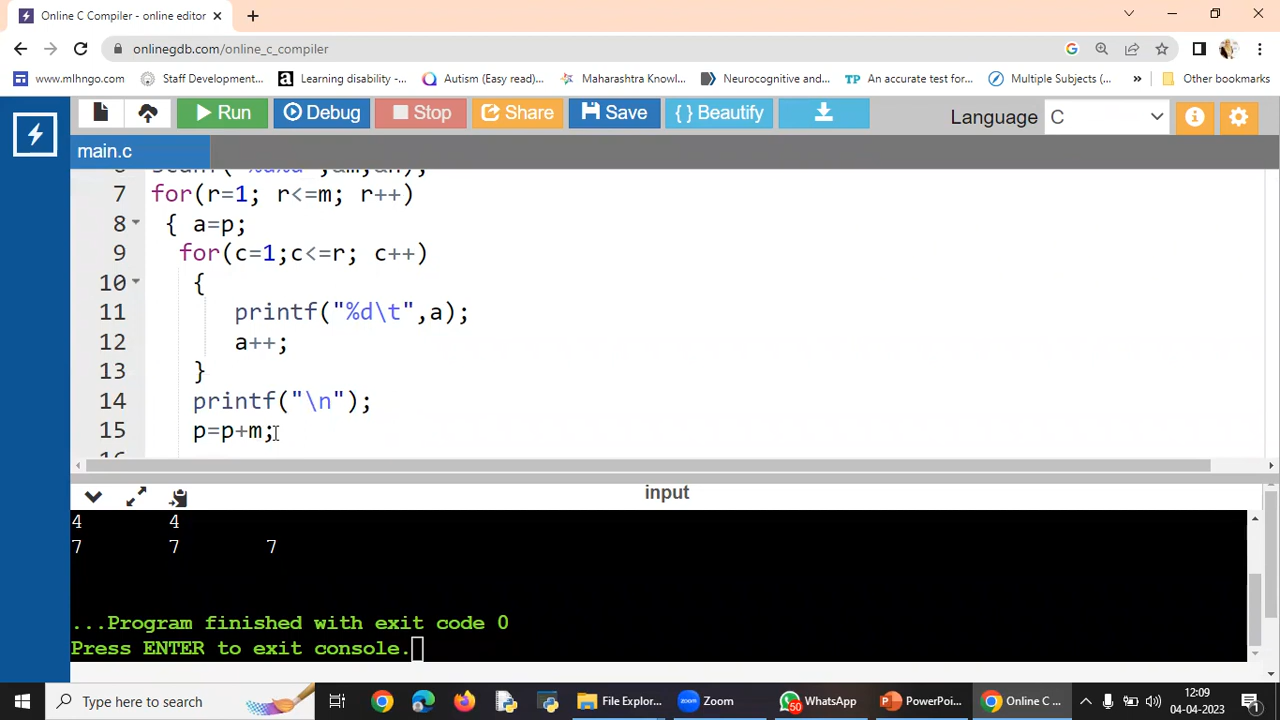 Online C Compiler - online editor
onlinegdb.com/online_c_compiler
www.mlhngo.com Staff Development... Learning disability -... Autism (Easy read)... Maharashtra Knowl... Neurocognitive and... TP An accurate test for... Multiple Subjects (... » Other bookmarks
Run Debug Stop Share Save { } Beautify Language C
main.c
7 for(r=1; r<=m; r++)
8 { a=p;
9 for(c=1;c<=r; c++)
10 {
11 printf("%d\t",a);
12 a++;
13 }
14 printf("\n");
15 p=p+m;
input
4 4
7 7 7
...Program finished with exit code 0
Press ENTER to exit console.
Type here to search File Explor... Zoom 50 WhatsApp PowerPoi... Online C ... 12:09
04-04-2023 1